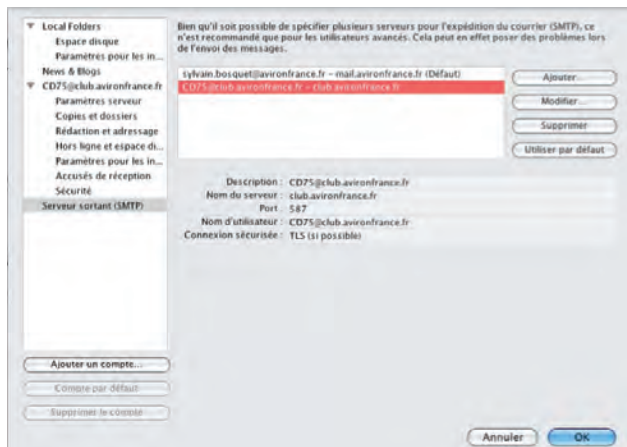 Local Folders
Espace disque
Paramètres pour les in...
News & Blogs
CD75@club.avironfrance.fr
Paramètres serveur
Copies et dossiers
Rédaction et adressage
Hors ligne et espace di...
Paramètres pour les in...
Accusés de réception
Sécurité
Serveur sortant (SMTP)
Ajouter un compte...
Compte par défaut
Supprimer le compte
Bien qu'il soit possible de spécifier plusieurs serveurs pour l'expédition du courrier (SMTP), ce
n'est recommandé que pour les utilisateurs avancés. Cela peut en effet poser des problèmes lors
de l'envoi des messages.
sylvain.bosquet@avironfrance.fr - mail.avironfrance.fr (Défaut)
CD75@club.avironfrance.fr - club.avironfrance.fr
Ajouter...
Modifier...
Supprimer
Utiliser par défaut
Description : CD75@club.avironfrance.fr
Nom du serveur : club.avironfrance.fr
Port : 587
Nom d'utilisateur : CD75@club.avironfrance.fr
Connexion sécurisée : TLS (si possible)
Annuler
OK